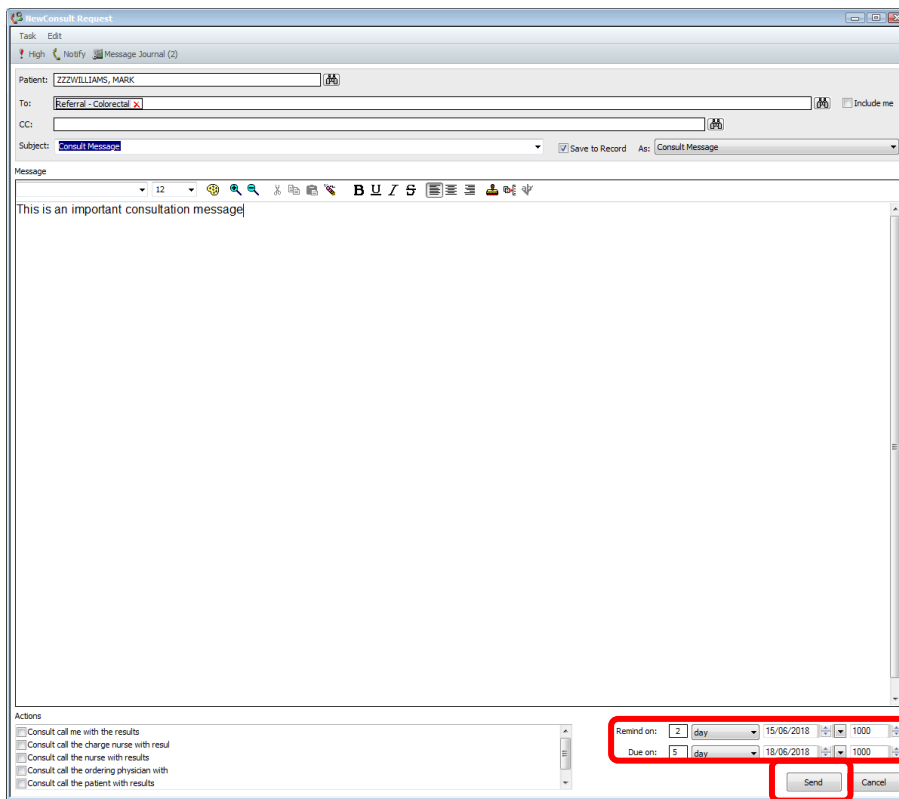 NewConsult Request
Task Edit
High Notify Message Journal (2)
Patient: ZZZWILLIAMS, MARK
To: Referral - Colorectal Include me
CC:
Subject: Consult Message Save to Record As: Consult Message
Message
12 B U I S
This is an important consultation message
Actions
Consult call me with the results
Consult call the charge nurse with resul
Consult call the nurse with results
Consult call the ordering physician with
Consult call the patient with results
Remind on: 2 day 15/06/2018 1000
Due on: 5 day 18/06/2018 1000
Send Cancel